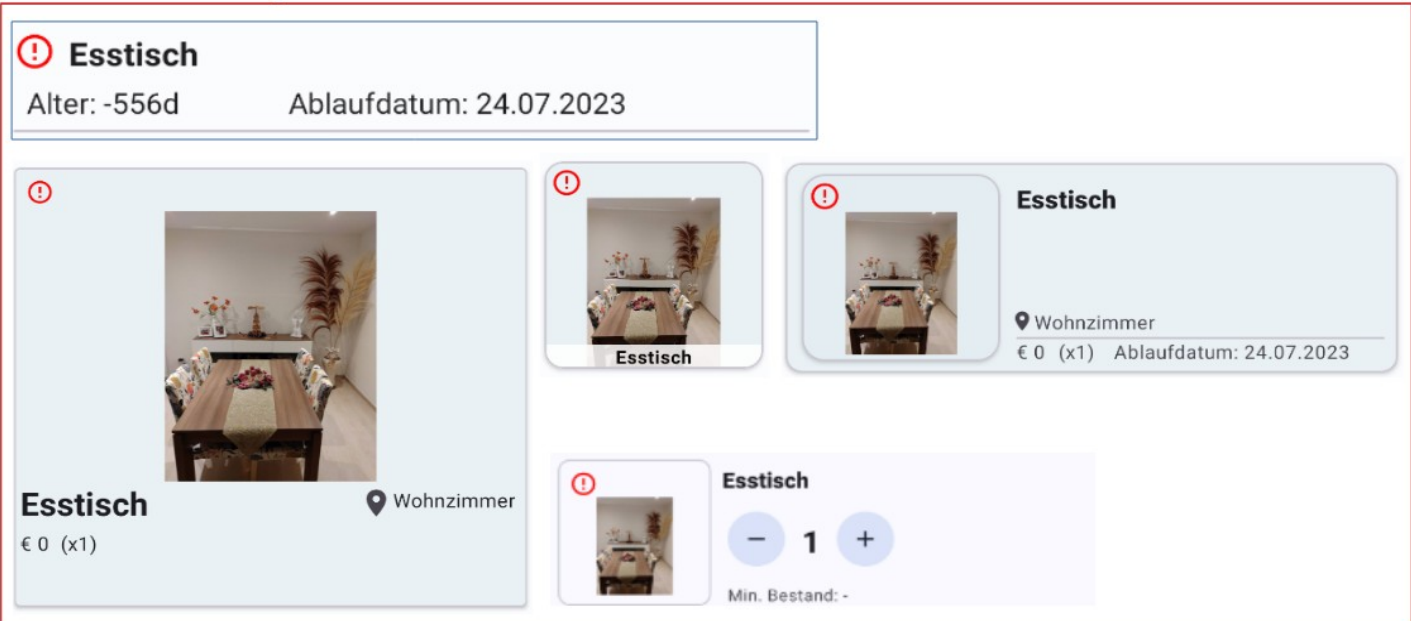 Esstisch
Alter: -556d Ablaufdatum: 24.07.2023
Esstisch
Wohnzimmer
€ 0 (x1)
Esstisch
Esstisch
Wohnzimmer
€ 0 (x1) Ablaufdatum: 24.07.2023
Esstisch
− 1 +
Min. Bestand: -